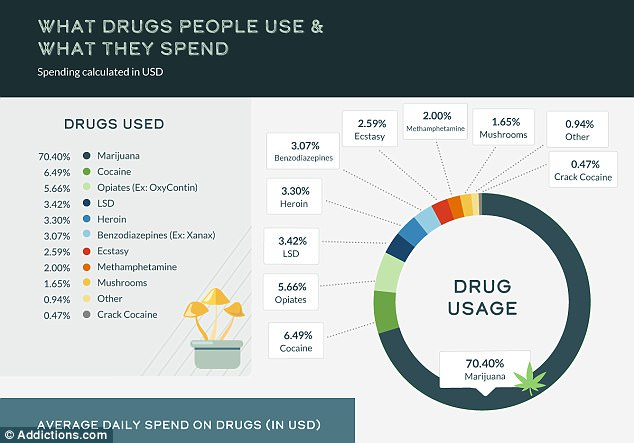 WHAT DRUGS PEOPLE USE &
WHAT THEY SPEND
Spending calculated in USD
DRUGS USED
70.40% Marijuana
6.49% Cocaine
5.66% Opiates (Ex: OxyContin)
3.42% LSD
3.30% Heroin
3.07% Benzodiazepines (Ex: Xanax)
2.59% Ecstasy
2.00% Methamphetamine
1.65% Mushrooms
0.94% Other
0.47% Crack Cocaine
2.00%
Methamphetamine
2.59%
Ecstasy
1.65%
Mushrooms
0.94%
Other
3.07%
Benzodiazepines
0.47%
Crack Cocaine
3.30%
Heroin
3.42%
LSD
5.66%
Opiates
6.49%
Cocaine
DRUG
USAGE
70.40%
Marijuana
AVERAGE DAILY SPEND ON DRUGS (IN USD)
© Addictions.com